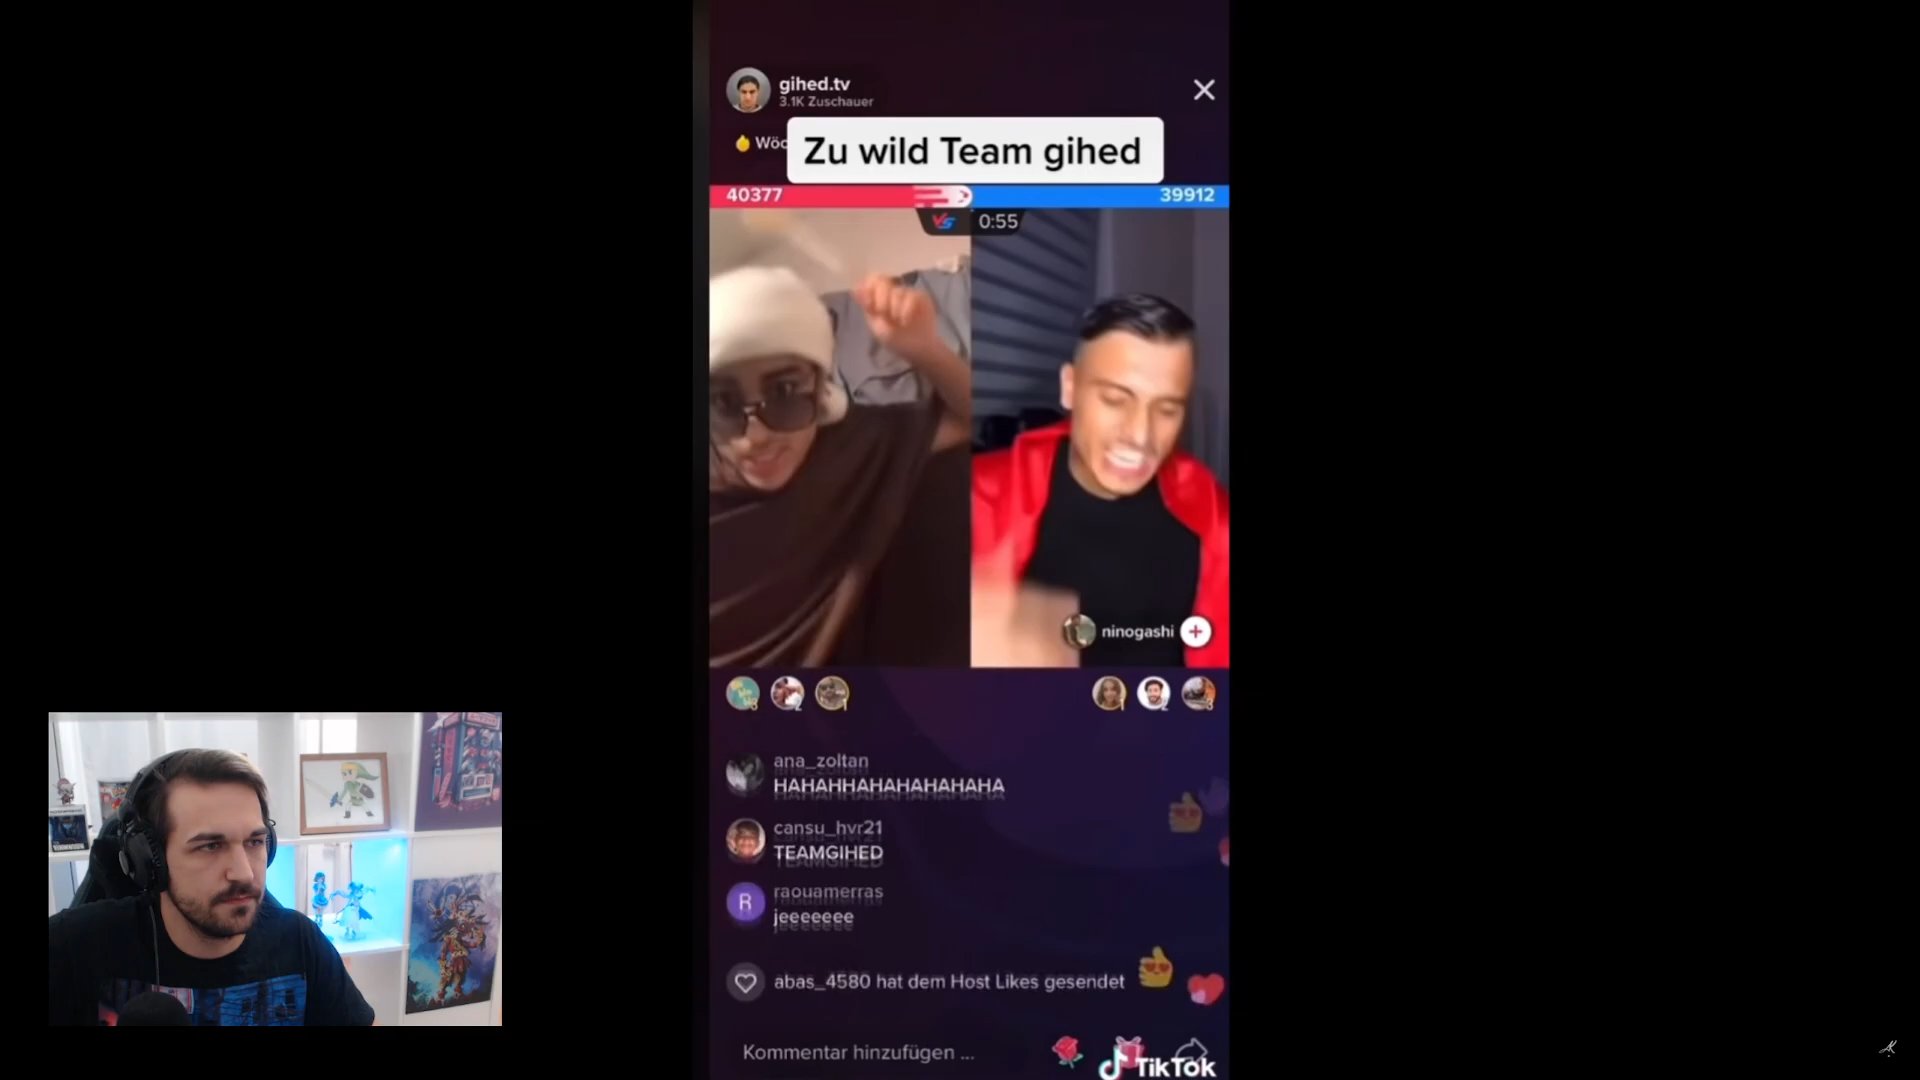 gihed.tv
3.1K Zuschauer
Zu wild Team gihed
40377
39912
VS
0:55
ninogashi
ana_zoltan
HAHAHHAHAHAHAHAHA
cansu_hvr21
TEAMGIHED
R
raouamerras
jeeeeeee
abas_4580 hat dem Host Likes gesendet
Kommentar hinzufügen ...
TikTok